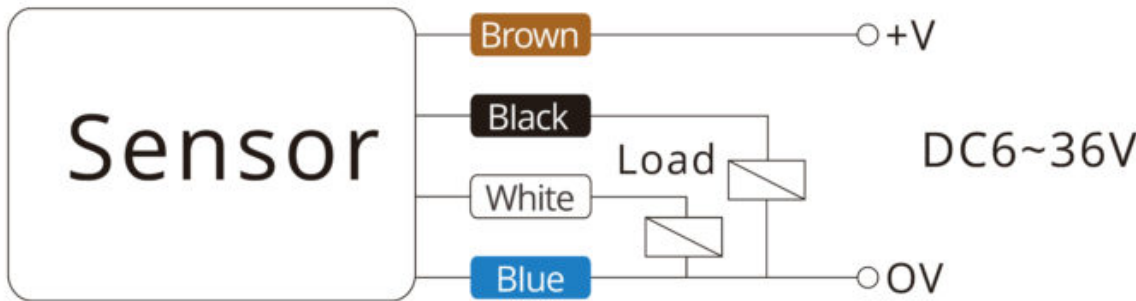 Brown
+V
Black
Sensor
Load
DC6~36V
White
Blue
OV